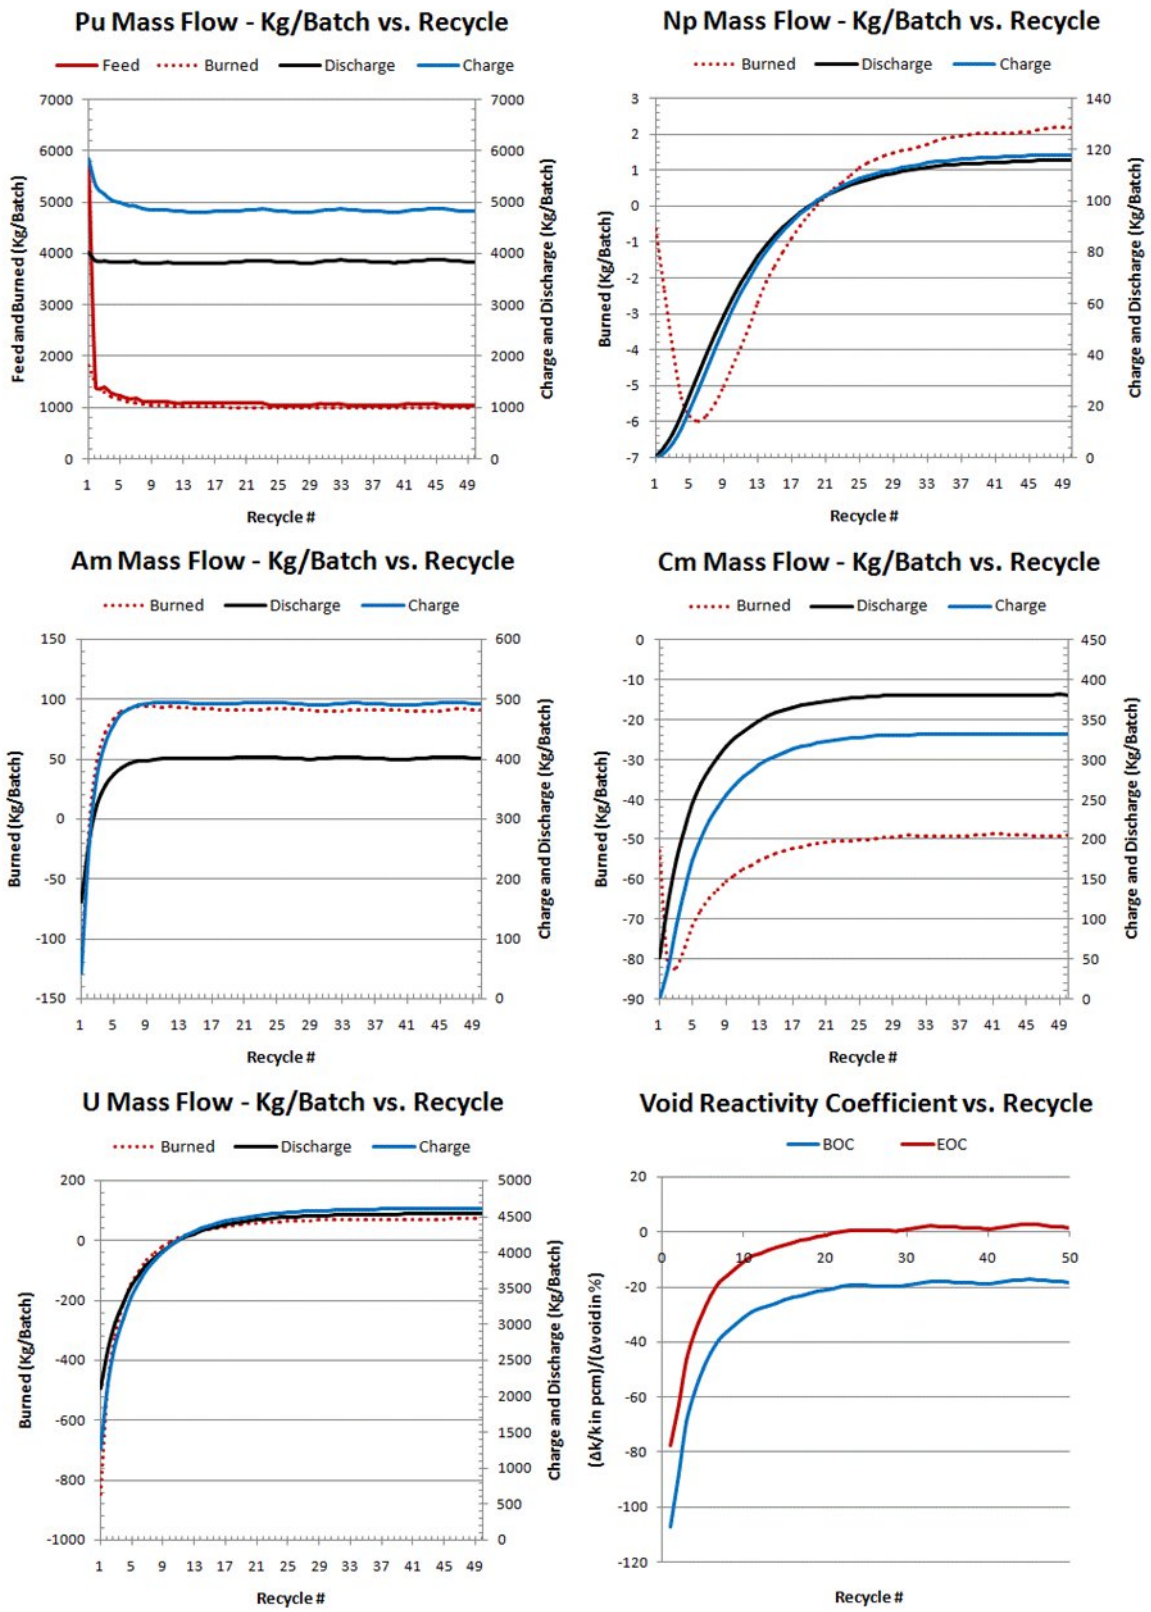 Pu Mass Flow - Kg/Batch vs. Recycle
Feed Burned Discharge Charge
7000 7000
6000 6000
5000 5000
4000 4000
3000 3000
2000 2000
1000 1000
0 0
Feed and Burned (Kg/Batch)
Charge and Discharge (Kg/Batch)
1 5 9 13 17 21 25 29 33 37 41 45 49
Recycle #
Np Mass Flow - Kg/Batch vs. Recycle
Burned Discharge Charge
3 140
2 120
1 100
0 80
-1 60
-2 40
-3 20
-4 0
-5
-6
-7
Burned (Kg/Batch)
Charge and Discharge (Kg/Batch)
1 5 9 13 17 21 25 29 33 37 41 45 49
Recycle #
Am Mass Flow - Kg/Batch vs. Recycle
Burned Discharge Charge
150 600
100 500
50 400
0 300
-50 200
-100 100
-150 0
Burned (Kg/Batch)
Charge and Discharge (Kg/Batch)
1 5 9 13 17 21 25 29 33 37 41 45 49
Recycle #
Cm Mass Flow - Kg/Batch vs. Recycle
Burned Discharge Charge
0 450
-10 400
-20 350
-30 300
-40 250
-50 200
-60 150
-70 100
-80 50
-90 0
Burned (Kg/Batch)
Charge and Discharge (Kg/Batch)
1 5 9 13 17 21 25 29 33 37 41 45 49
Recycle #
U Mass Flow - Kg/Batch vs. Recycle
Burned Discharge Charge
200 5000
0 4500
-200 4000
-400 3500
-600 3000
-800 2500
-1000 2000
1500
1000
500
0
Burned (Kg/Batch)
Charge and Discharge (Kg/Batch)
1 5 9 13 17 21 25 29 33 37 41 45 49
Recycle #
Void Reactivity Coefficient vs. Recycle
BOC EOC
20
0
-20
-40
-60
-80
-100
-120
0 10 20 30 40 50
(Δk/k in pcm)/(Δvoid in %)
Recycle #